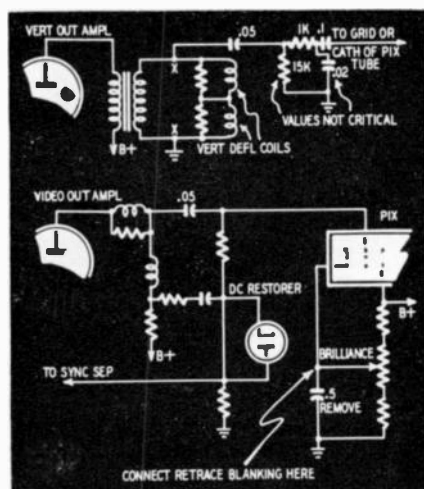 VERT OUT AMPL
.05
1K
.1
TO GRID OR
CATH OF PIX
TUBE
15K
.02
VALUES NOT CRITICAL
VERT DEFL COILS
B+
VIDEO OUT AMPL
.05
PIX
DC RESTORER
B+
B+
BRILLIANCE
TO SYNC SEP
.5
REMOVE
CONNECT RETRACE BLANKING HERE